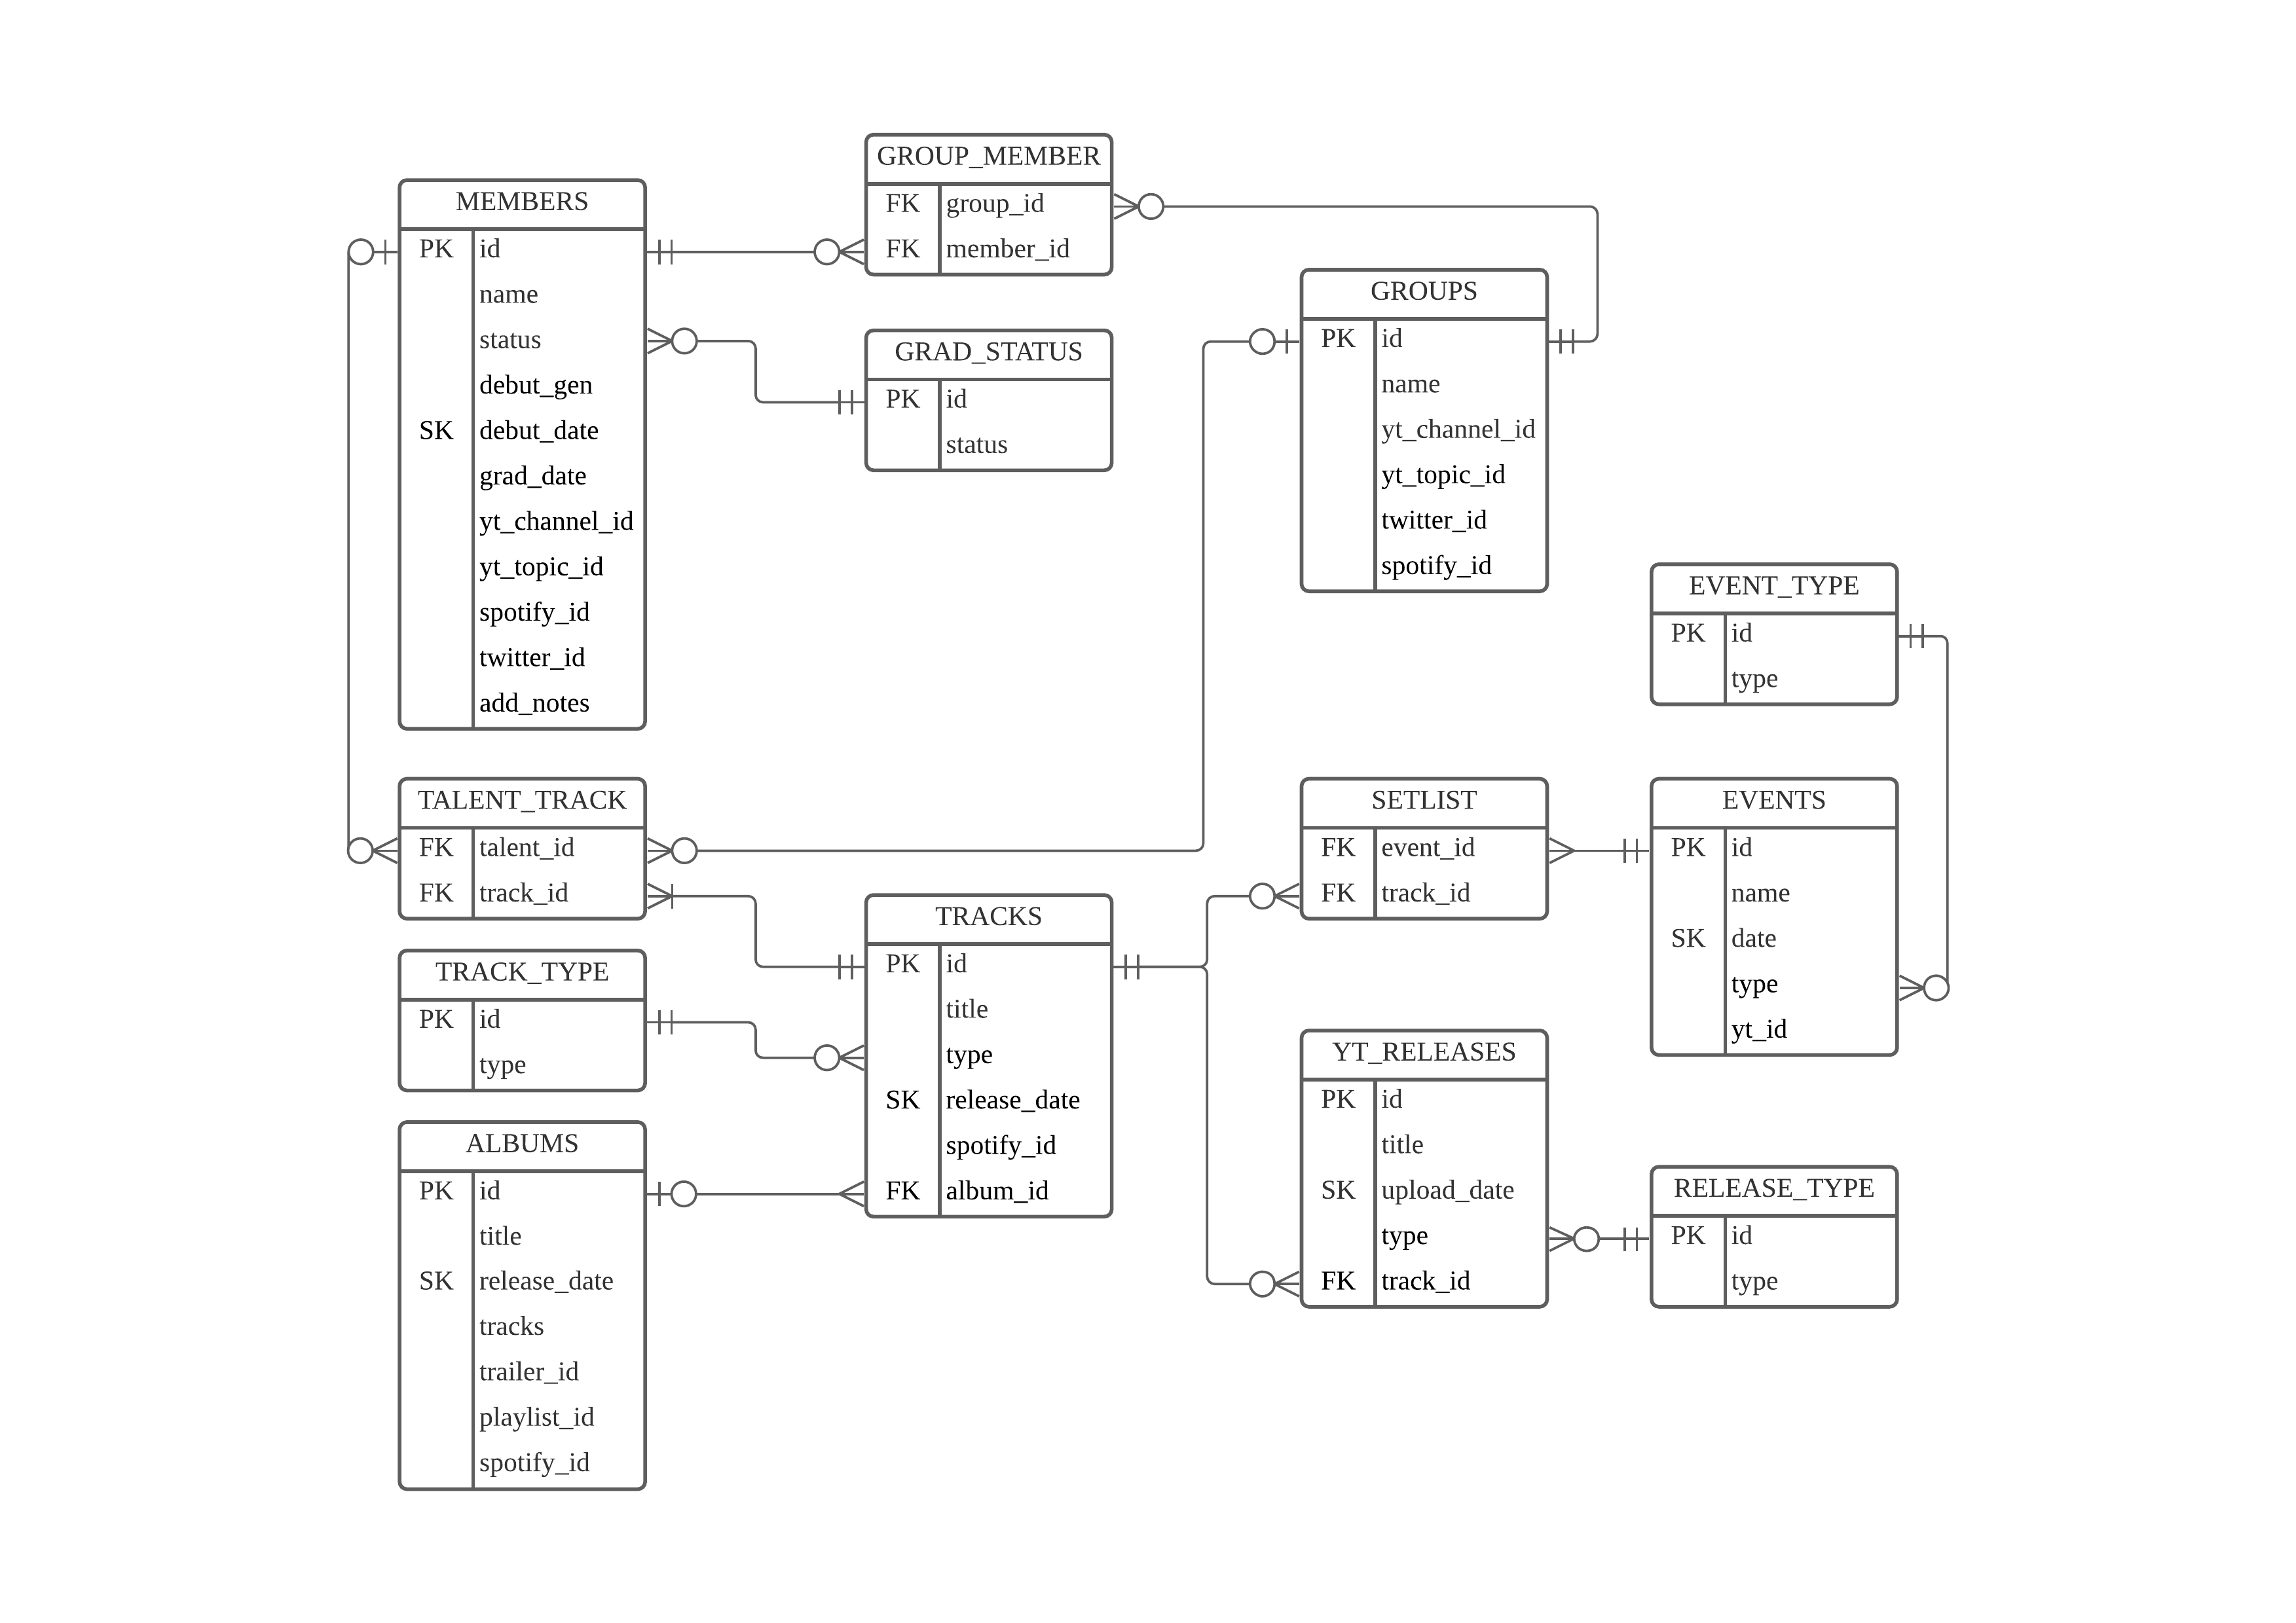 GROUP_MEMBER
FK group_id
FK member_id
MEMBERS
PK id
name
status
debut_gen
SK debut_date
grad_date
yt_channel_id
yt_topic_id
spotify_id
twitter_id
add_notes
GRAD_STATUS
PK id
status
GROUPS
PK id
name
yt_channel_id
yt_topic_id
twitter_id
spotify_id
EVENT_TYPE
PK id
type
TALENT_TRACK
FK talent_id
FK track_id
SETLIST
FK event_id
FK track_id
EVENTS
PK id
name
SK date
type
yt_id
TRACKS
PK id
title
type
SK release_date
spotify_id
FK album_id
TRACK_TYPE
PK id
type
YT_RELEASES
PK id
title
SK upload_date
type
FK track_id
ALBUMS
PK id
title
SK release_date
tracks
trailer_id
playlist_id
spotify_id
RELEASE_TYPE
PK id
type